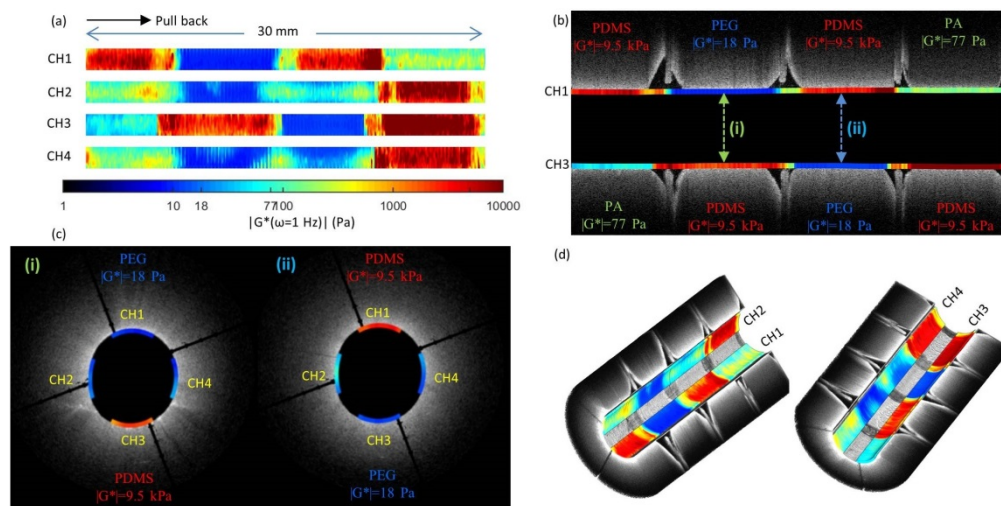 (a)
Pull back
30 mm
CH1
CH2
CH3
CH4
1 10 18 77100 1000 10000
|G*(ω=1 Hz)| (Pa)
(b)
PDMS PEG PDMS PA
|G*|=9.5 kPa |G*|=18 Pa |G*|=9.5 kPa |G*|=77 Pa
CH1
(i) (ii)
CH3
PA PDMS PEG PDMS
|G*|=77 Pa |G*|=9.5 kPa |G*|=18 Pa |G*|=9.5 kPa
(c)
(i) (ii)
PEG PDMS
|G*|=18 Pa |G*|=9.5 kPa
CH1 CH1
CH2 CH4 CH2 CH4
CH3 CH3
PDMS PEG
|G*|=9.5 kPa |G*|=18 Pa
(d)
CH2
CH1
CH4
CH3